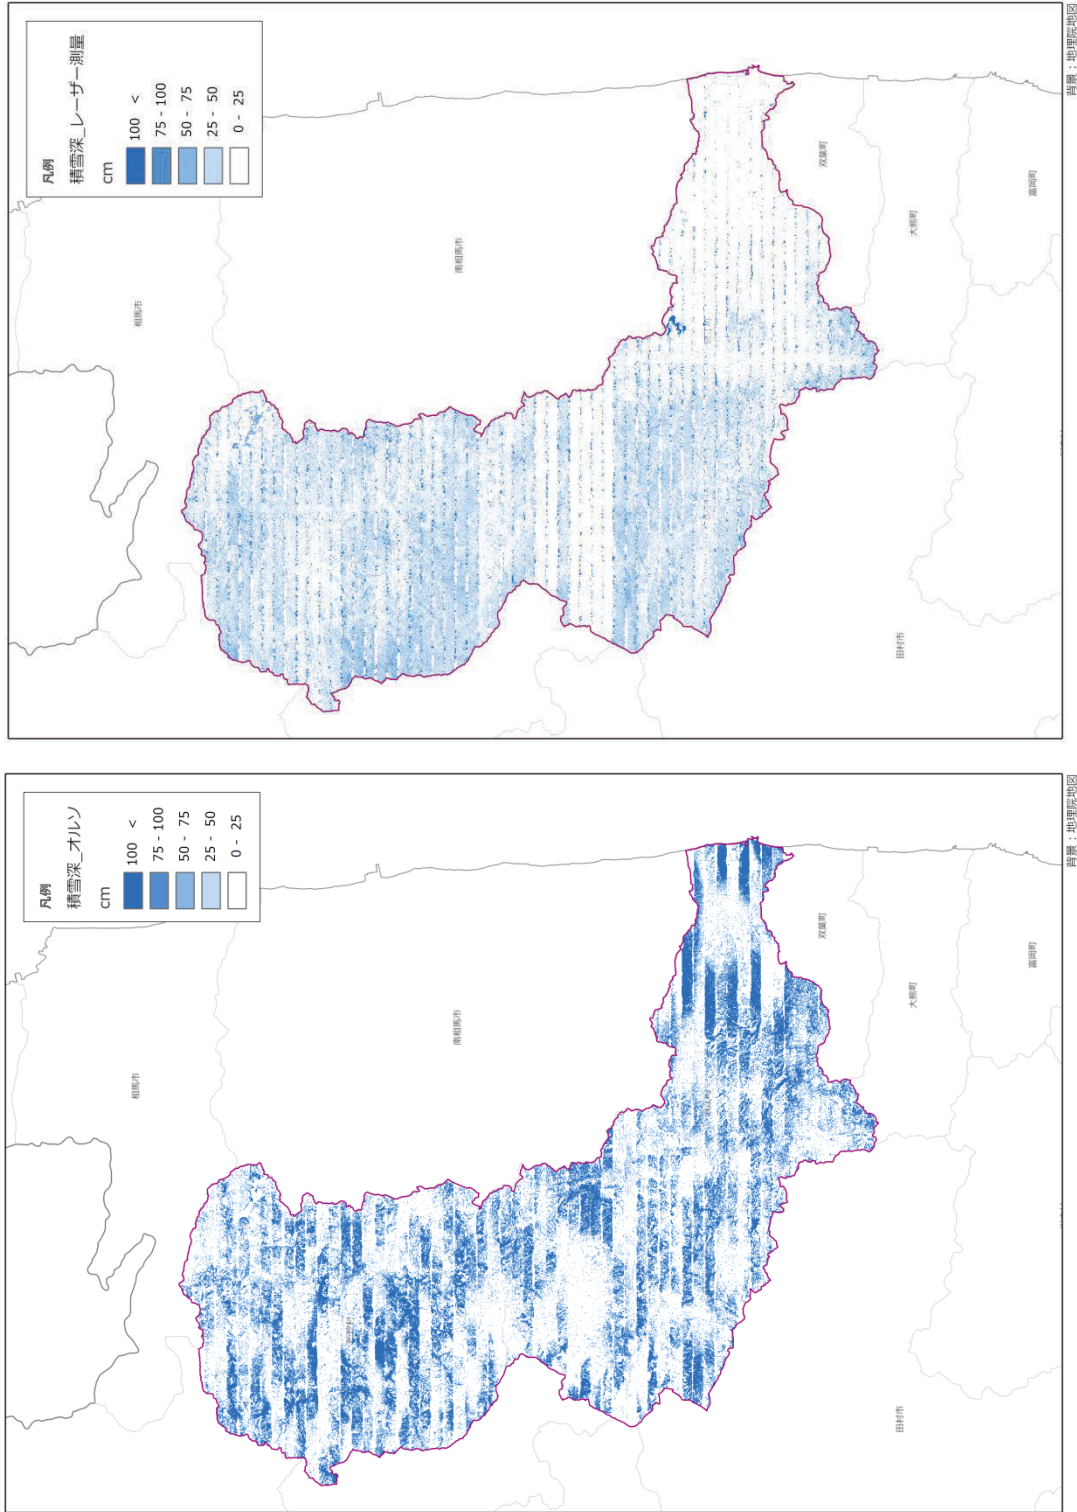 凡例
積雪深_レーザー測量
cm
100 <
75 - 100
50 - 75
25 - 50
0 - 25
相馬市
南相馬市
双葉町
大熊町
富岡町
田村市
背景：地理院地図
凡例
積雪深_オルソ
cm
100 <
75 - 100
50 - 75
25 - 50
0 - 25
相馬市
南相馬市
双葉町
大熊町
富岡町
田村市
背景：地理院地図